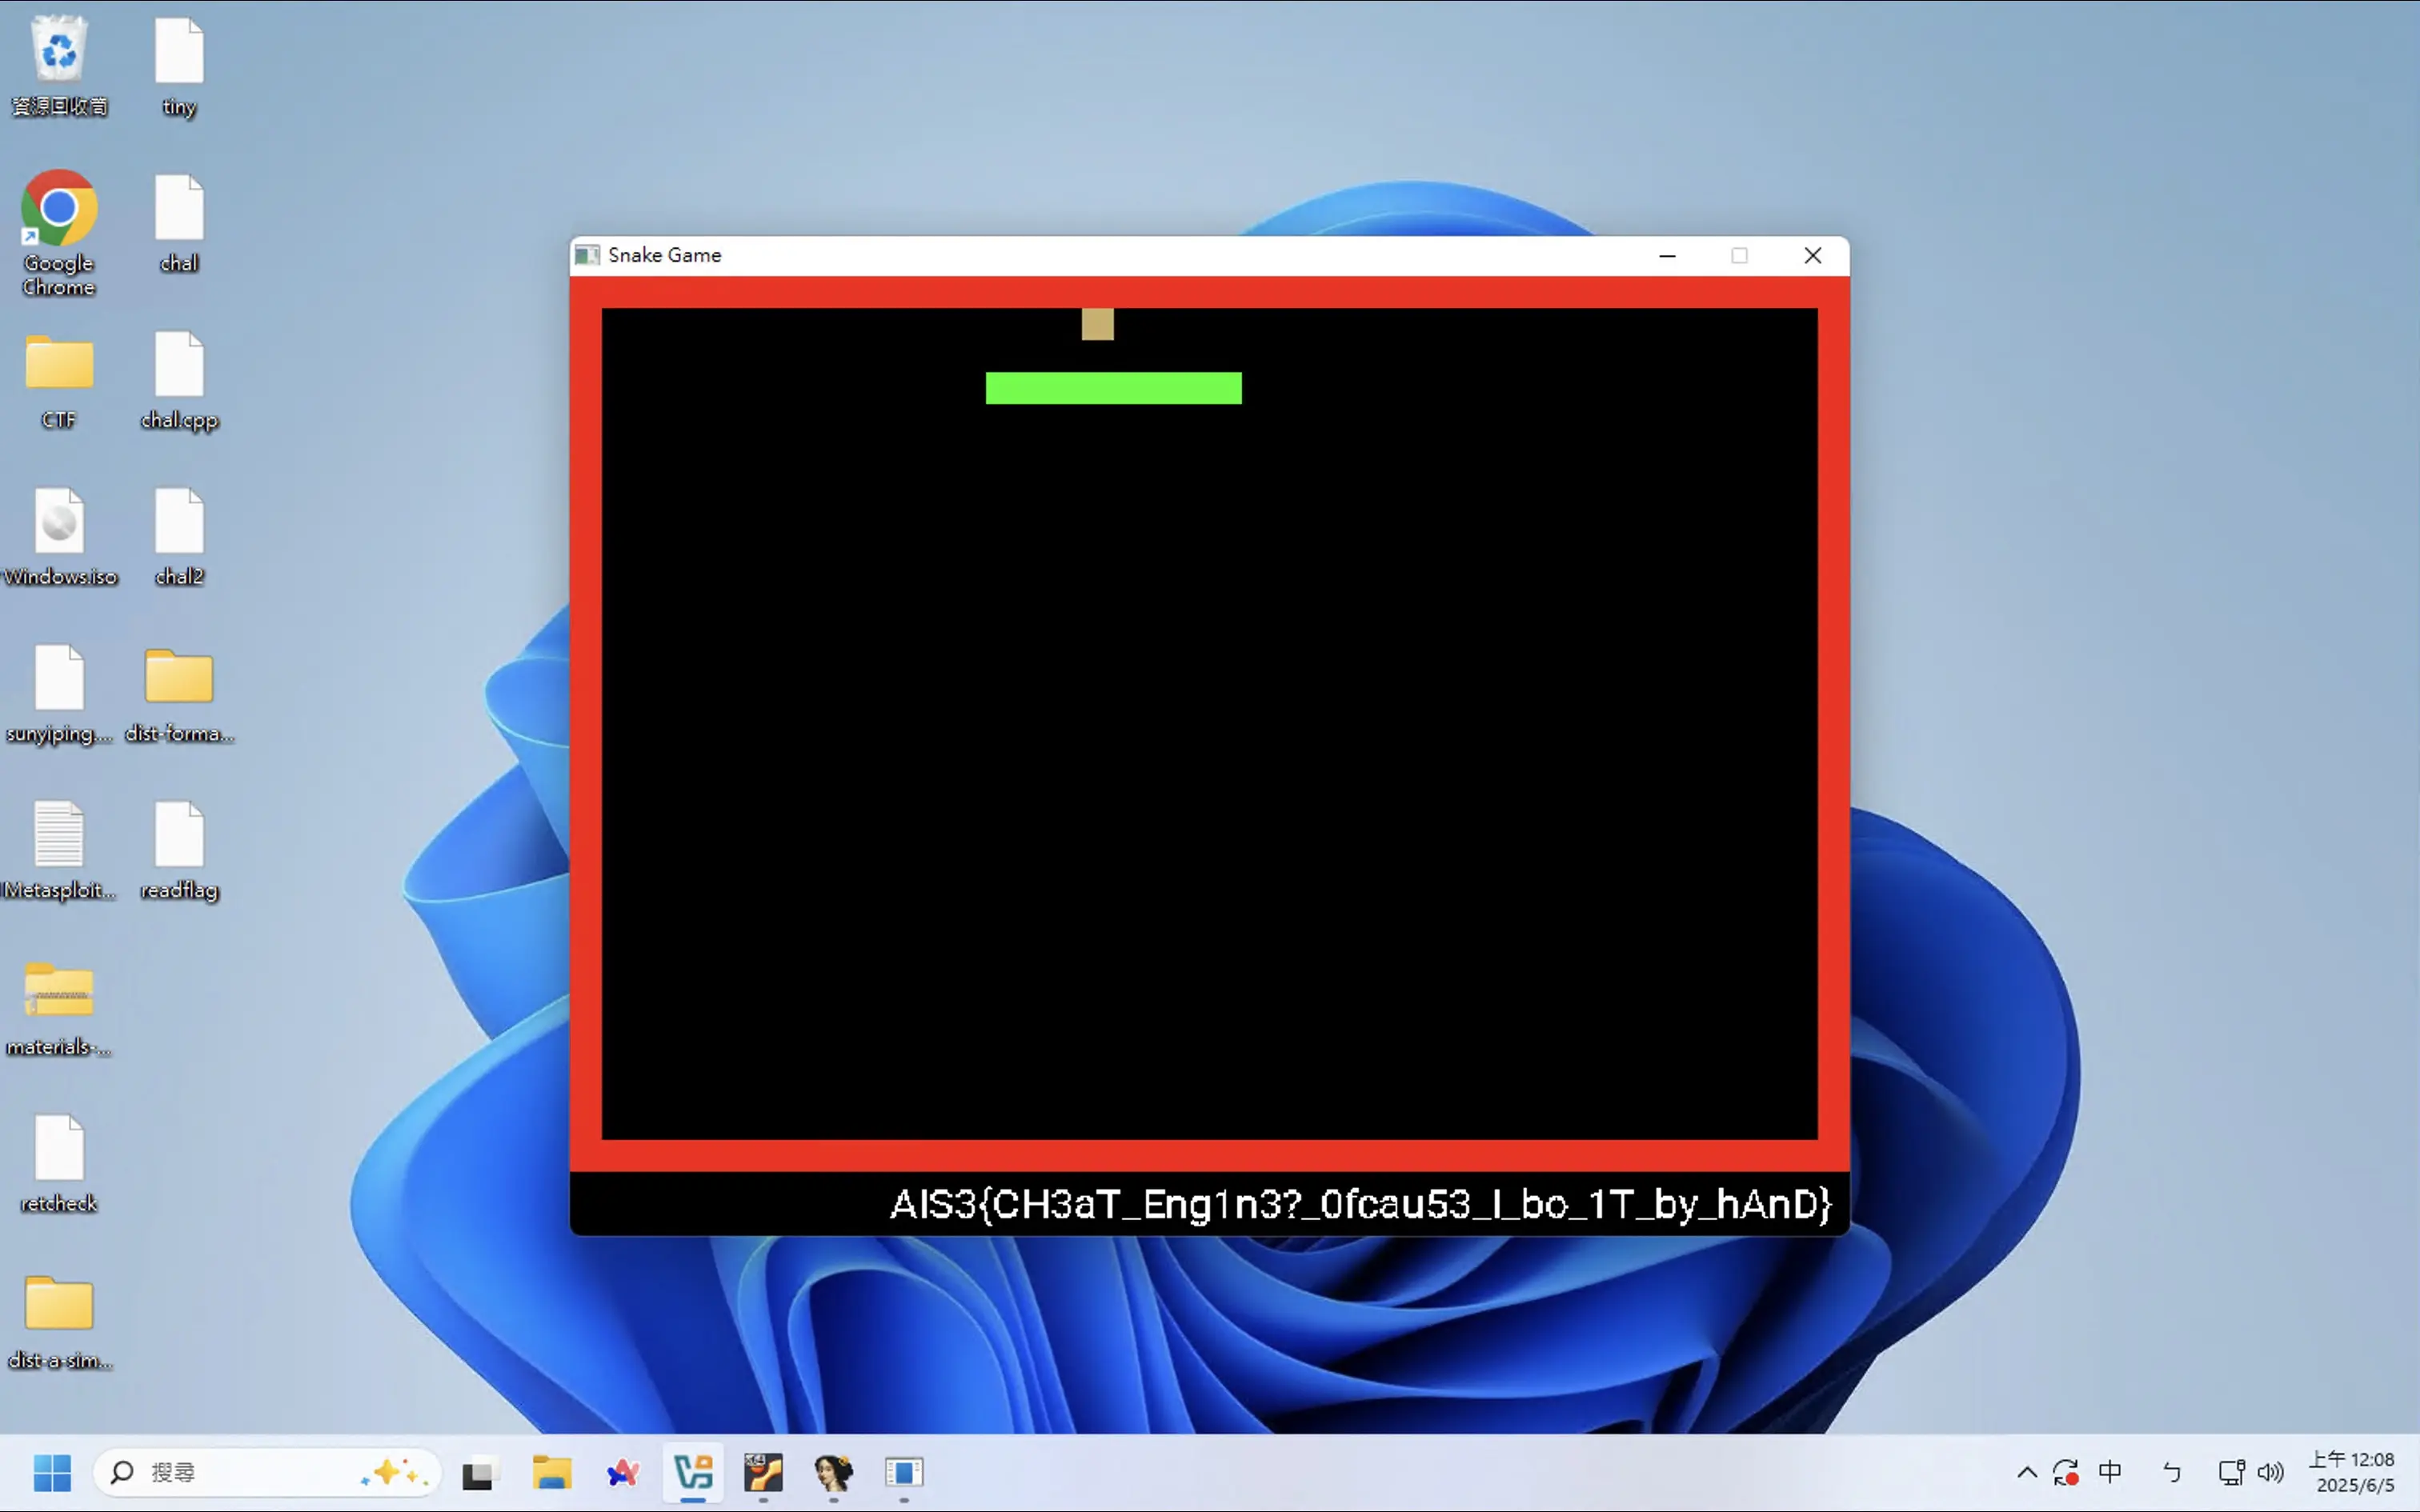 資源回收筒
tiny
Google
Chrome
chal
CTF
chal.cpp
Windows.iso
chal2
sunyiping....
dist-forma...
Metasploit...
readflag
materials-...
retcheck
dist-a-sim...
Snake Game
AIS3{CH3aT_Eng1n3?_0fcau53_I_bo_1T_by_hAnD}
搜尋
中
ㄣ
上午 12:08
2025/6/5